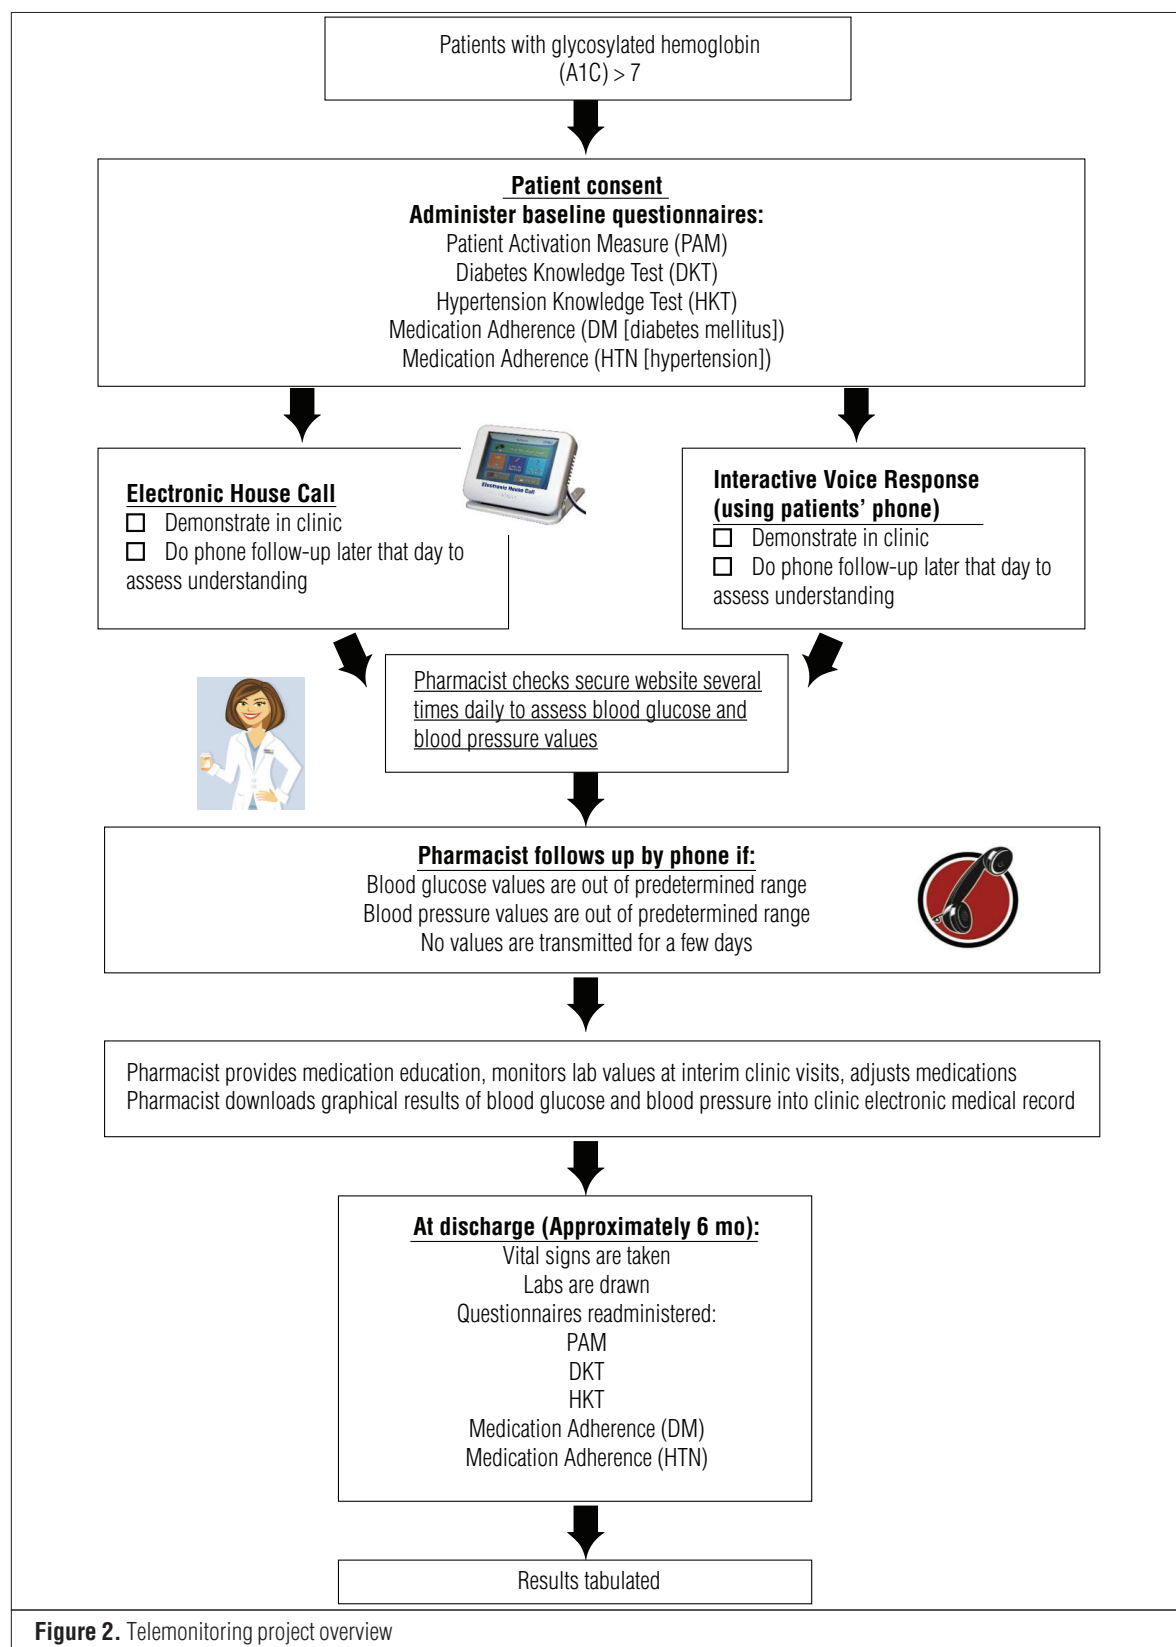 Patients with glycosylated hemoglobin
(A1C) > 7
Patient consent
Administer baseline questionnaires:
Patient Activation Measure (PAM)
Diabetes Knowledge Test (DKT)
Hypertension Knowledge Test (HKT)
Medication Adherence (DM [diabetes mellitus])
Medication Adherence (HTN [hypertension])
Electronic House Call
☐ Demonstrate in clinic
☐ Do phone follow-up later that day to
assess understanding
Electronic House Call
Interactive Voice Response
(using patients' phone)
☐ Demonstrate in clinic
☐ Do phone follow-up later that day to
assess understanding
Pharmacist checks secure website several
times daily to assess blood glucose and
blood pressure values
Pharmacist follows up by phone if:
Blood glucose values are out of predetermined range
Blood pressure values are out of predetermined range
No values are transmitted for a few days
Pharmacist provides medication education, monitors lab values at interim clinic visits, adjusts medications
Pharmacist downloads graphical results of blood glucose and blood pressure into clinic electronic medical record
At discharge (Approximately 6 mo):
Vital signs are taken
Labs are drawn
Questionnaires readministered:
PAM
DKT
HKT
Medication Adherence (DM)
Medication Adherence (HTN)
Results tabulated
Figure 2. Telemonitoring project overview